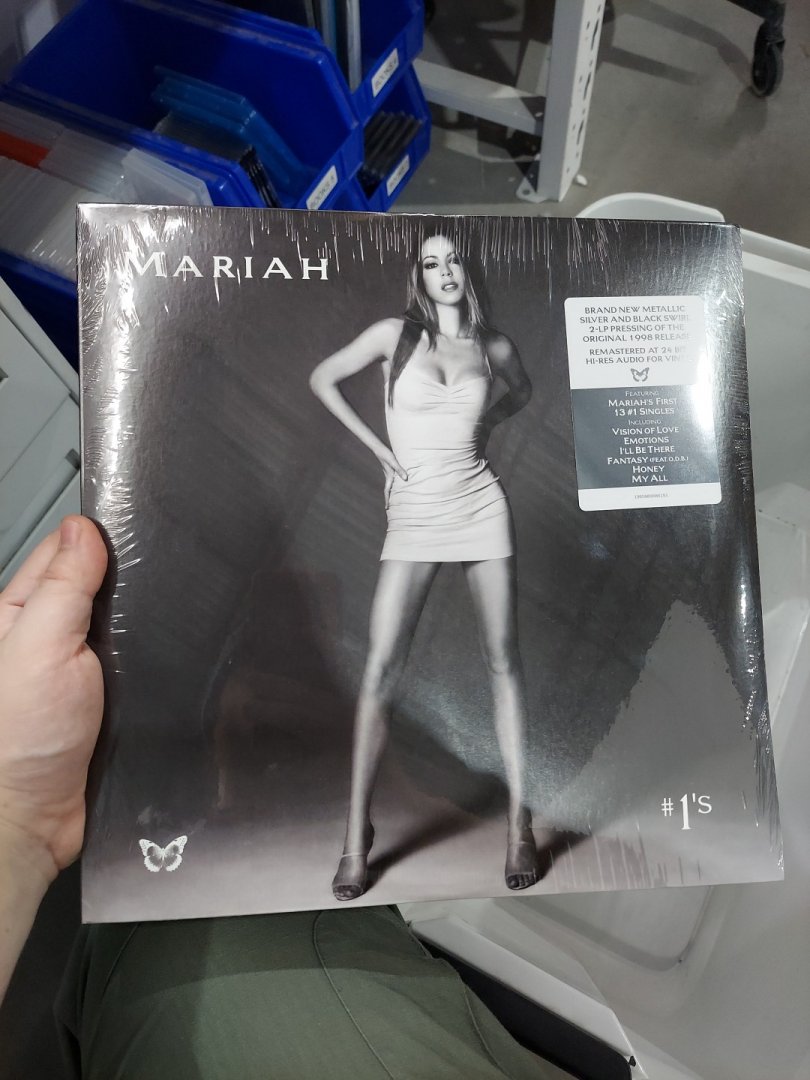 MARIAH
BRAND NEW METALLIC
SILVER AND BLACK SWIRL
2-LP PRESSING OF THE
ORIGINAL 1998 RELEASE
REMASTERED AT 24 BIT
HI-RES AUDIO FOR VINYL
FEATURING
MARIAH'S FIRST
13 #1 SINGLES
INCLUDING
VISION OF LOVE
EMOTIONS
I'LL BE THERE
FANTASY (FEAT. O.D.B.)
HONEY
MY ALL
#1'S